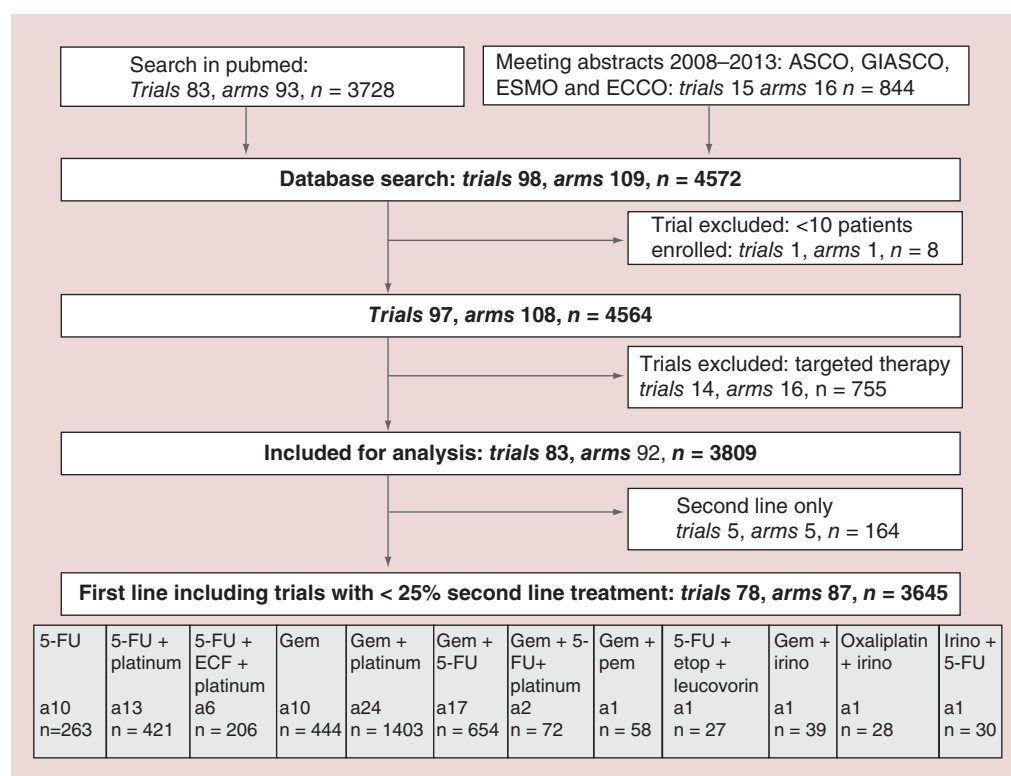 Search in pubmed:
Trials 83, arms 93, n = 3728
Meeting abstracts 2008–2013: ASCO, GIASCO,
ESMO and ECCO: trials 15 arms 16 n = 844
Database search: trials 98, arms 109, n = 4572
Trial excluded: <10 patients
enrolled: trials 1, arms 1, n = 8
Trials 97, arms 108, n = 4564
Trials excluded: targeted therapy
trials 14, arms 16, n = 755
Included for analysis: trials 83, arms 92, n = 3809
Second line only
trials 5, arms 5, n = 164
First line including trials with < 25% second line treatment: trials 78, arms 87, n = 3645
5-FU
a10
n=263
5-FU +
platinum
a13
n = 421
5-FU +
ECF +
platinum
a6
n = 206
Gem
a10
n = 444
Gem +
platinum
a24
n = 1403
Gem +
5-FU
a17
n = 654
Gem + 5-
FU+
platinum
a2
n = 72
Gem +
pem
a1
n = 58
5-FU +
etop +
leucovorin
a1
n = 27
Gem +
irino
a1
n = 39
Oxaliplatin
+ irino
a1
n = 28
Irino +
5-FU
a1
n = 30